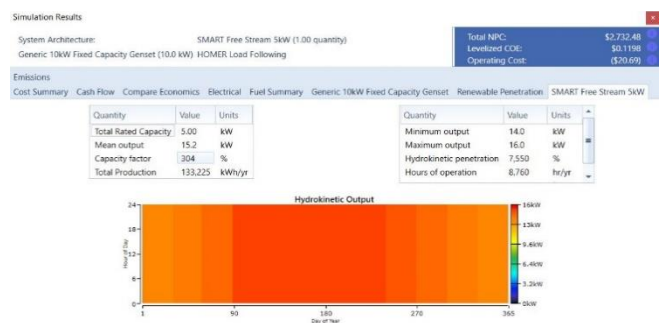 Simulation Results
System Architecture:
SMART Free Stream 5kW (1.00 quantity)
Generic 10kW Fixed Capacity Genset (10.0 kW)
HOMER Load Following
Total NPC: $2,732.48
Levelized COE: $0.1198
Operating Cost: ($20.69)
Emissions
Cost Summary Cash Flow Compare Economics Electrical Fuel Summary Generic 10kW Fixed Capacity Genset Renewable Penetration SMART Free Stream 5kW
Quantity Value Units
Total Rated Capacity 5.00 kW
Mean output 15.2 kW
Capacity factor 304 %
Total Production 133,225 kWh/yr
Quantity Value Units
Minimum output 14.0 kW
Maximum output 16.0 kW
Hydrokinetic penetration 7,550 %
Hours of operation 8,760 hr/yr
Hydrokinetic Output
Hour of Day
24
18
12
6
0
1 90 180 270 365
Day of Year
16kW
13kW
9.6kW
6.4kW
3.2kW
0kW